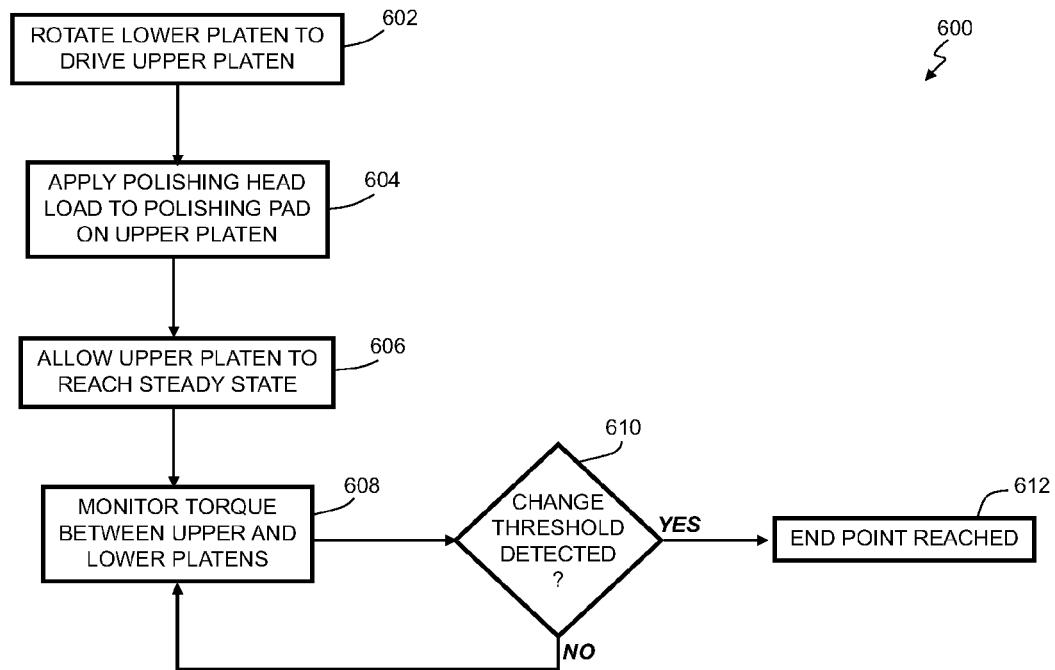 602
ROTATE LOWER PLATEN TO
DRIVE UPPER PLATEN
600
604
APPLY POLISHING HEAD
LOAD TO POLISHING PAD
ON UPPER PLATEN
606
ALLOW UPPER PLATEN TO
REACH STEADY STATE
608
MONITOR TORQUE
BETWEEN UPPER AND
LOWER PLATENS
610
CHANGE
THRESHOLD
DETECTED
?
YES
NO
612
END POINT REACHED